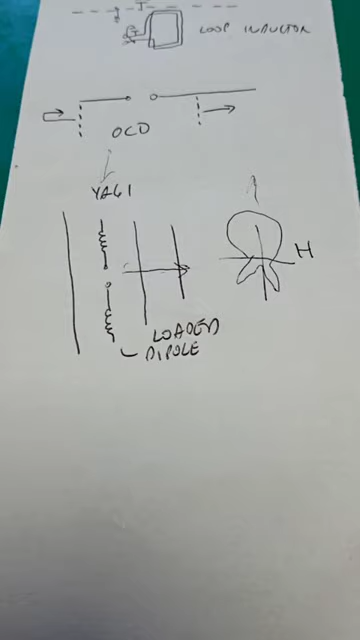 LOOP INDUCTOR
OCD
YAGI
H
LOADED
DIPOLE